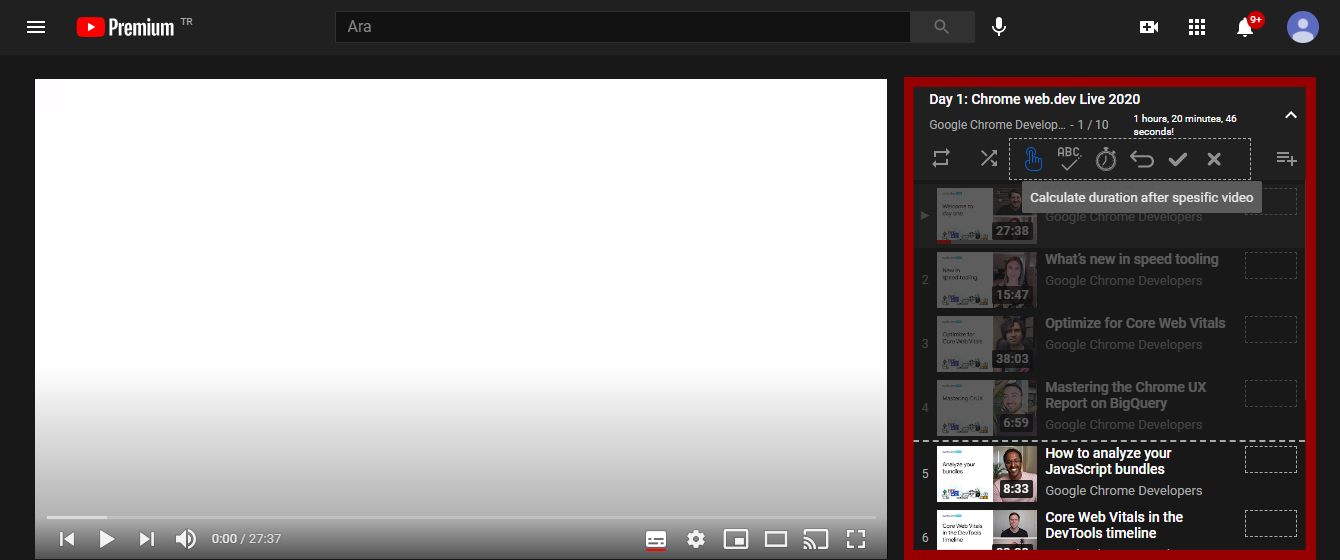 Premium TR
Ara
9+
Day 1: Chrome web.dev Live 2020
Google Chrome Develop… - 1 / 10
1 hours, 20 minutes, 46
seconds!
ABC
Calculate duration after spesific video
Welcome to
day one
27:38
Google Chrome Developers
2
New in
speed tooling
15:47
What's new in speed tooling
Google Chrome Developers
3
Optimize for
Core Web Vitals
38:03
Optimize for Core Web Vitals
Google Chrome Developers
4
Mastering CrUX
6:59
Mastering the Chrome UX
Report on BigQuery
Google Chrome Developers
5
Analyze your
bundles
8:33
How to analyze your
JavaScript bundles
Google Chrome Developers
6
Core Web Vitals
in the DevTools
timeline
Core Web Vitals in the
DevTools timeline
0:00 / 27:37